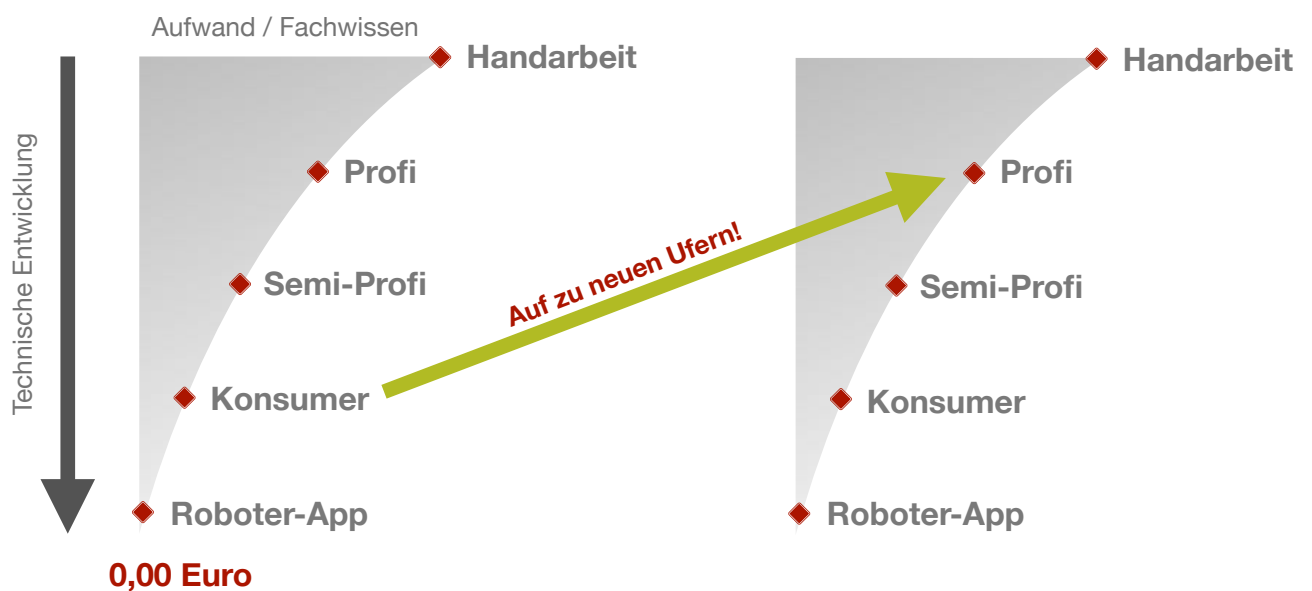 Aufwand / Fachwissen
Technische Entwicklung
Handarbeit
Profi
Semi-Profi
Konsumer
Roboter-App
0,00 Euro
Auf zu neuen Ufern!
Handarbeit
Profi
Semi-Profi
Konsumer
Roboter-App